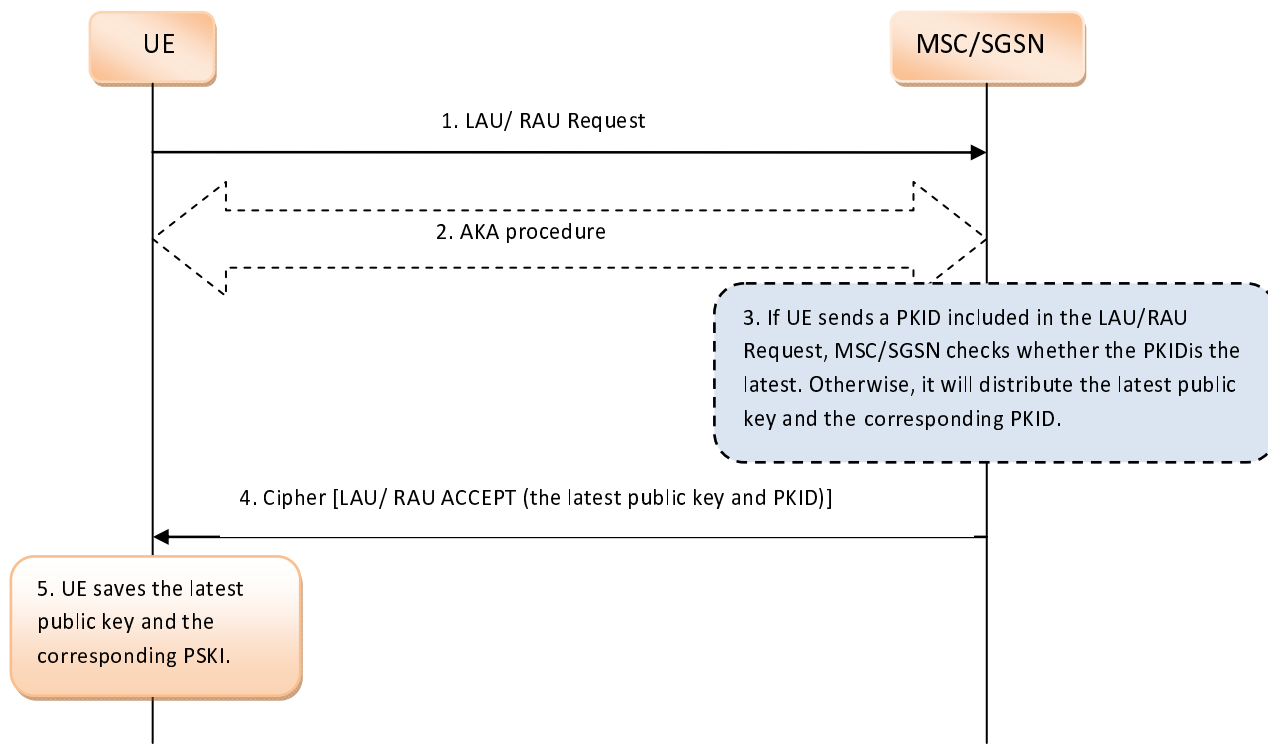 UE
MSC/SGSN
1. LAU/ RAU Request
2. AKA procedure
3. If UE sends a PKID included in the LAU/RAU
Request, MSC/SGSN checks whether the PKIDis the
latest. Otherwise, it will distribute the latest public
key and the corresponding PKID.
4. Cipher [LAU/ RAU ACCEPT (the latest public key and PKID)]
5. UE saves the latest
public key and the
corresponding PSKI.